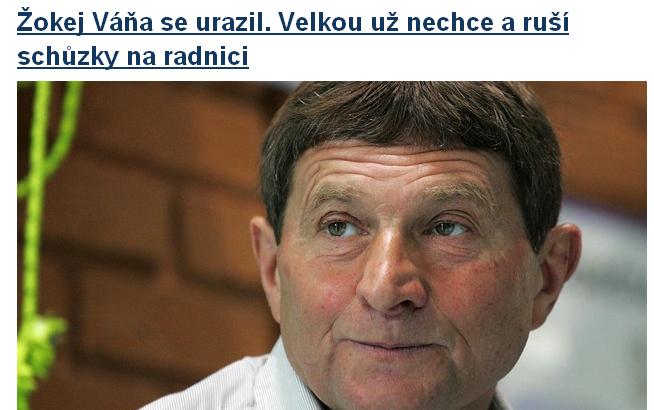 Žokej Váňa se urazil. Velkou už nechce a ruší
schůzky na radnici